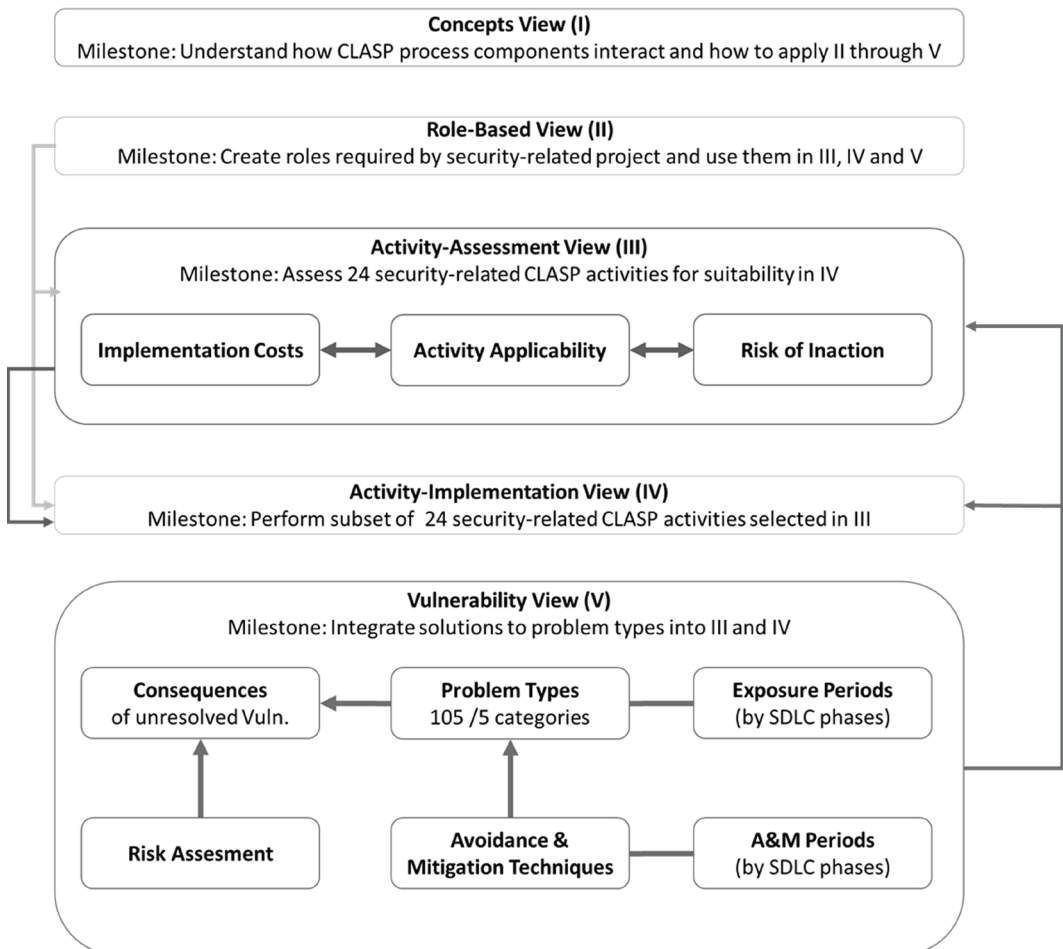 Concepts View (I)
Milestone: Understand how CLASP process components interact and how to apply II through V
Role-Based View (II)
Milestone: Create roles required by security-related project and use them in III, IV and V
Activity-Assessment View (III)
Milestone: Assess 24 security-related CLASP activities for suitability in IV
Implementation Costs
Activity Applicability
Risk of Inaction
Activity-Implementation View (IV)
Milestone: Perform subset of 24 security-related CLASP activities selected in III
Vulnerability View (V)
Milestone: Integrate solutions to problem types into III and IV
Consequences
of unresolved Vuln.
Problem Types
105 /5 categories
Exposure Periods
(by SDLC phases)
Risk Assesment
Avoidance &
Mitigation Techniques
A&M Periods
(by SDLC phases)